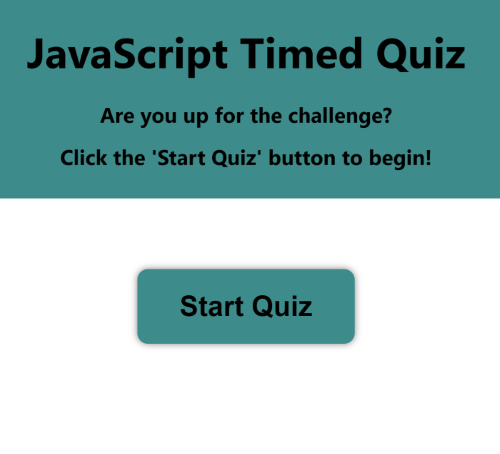 JavaScript Timed Quiz
Are you up for the challenge?
Click the 'Start Quiz' button to begin!
Start Quiz